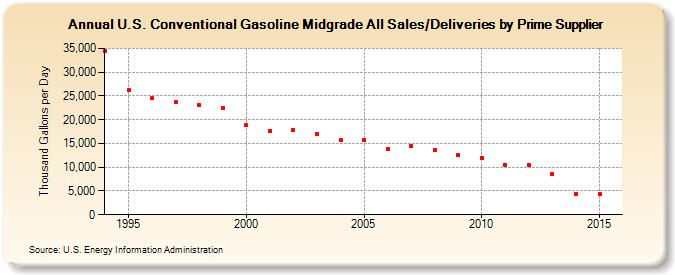 Annual U.S. Conventional Gasoline Midgrade All Sales/Deliveries by Prime Supplier
Thousand Gallons per Day
35,000
30,000
25,000
20,000
15,000
10,000
5,000
0
1995 2000 2005 2010 2015
Source: U.S. Energy Information Administration